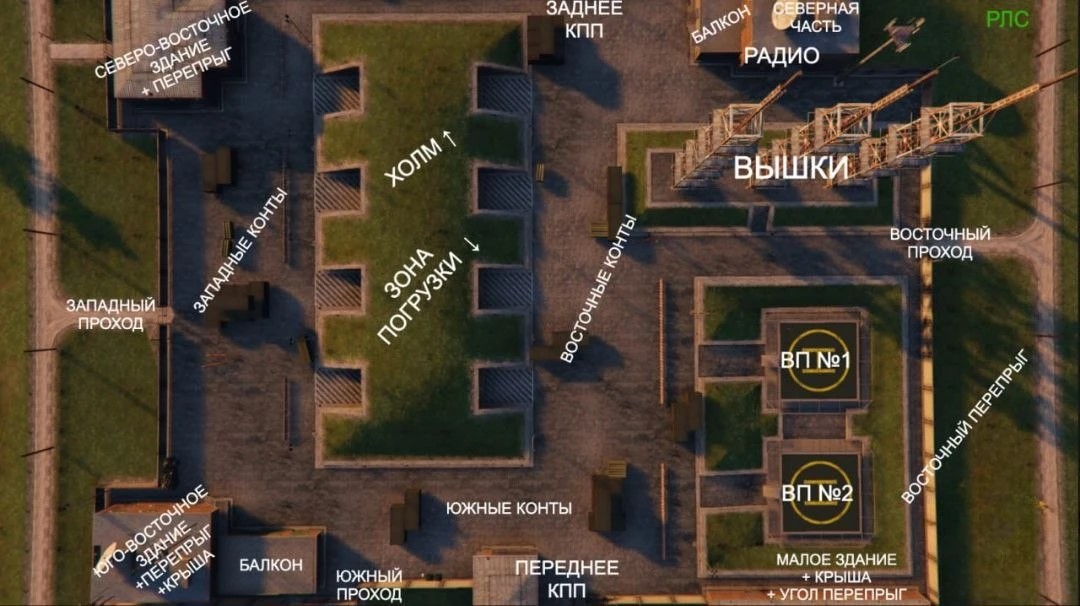 СЕВЕРО-ВОСТОЧНОЕ
ЗДАНИЕ
+ ПЕРЕПРЫГ
ЗАДНЕЕ
КПП
БАЛКОН
СЕВЕРНАЯ
ЧАСТЬ
РАДИО
РЛС
ХОЛМ ↑
ВЫШКИ
ЗАПАДНЫЕ КОНТЫ
ЗОНА
ПОГРУЗКИ ↓
ВОСТОЧНЫЕ КОНТЫ
ВОСТОЧНЫЙ
ПРОХОД
ЗАПАДНЫЙ
ПРОХОД
ВП №1
ВОСТОЧНЫЙ ПЕРЕПРЫГ
ВП №2
ЮЖНЫЕ КОНТЫ
ЮГО-ВОСТОЧНОЕ
ЗДАНИЕ
+ПЕРЕПРЫГ
+КРЫША
БАЛКОН
ЮЖНЫЙ
ПРОХОД
ПЕРЕДНЕЕ
КПП
МАЛОЕ ЗДАНИЕ
+ КРЫША
+ УГОЛ ПЕРЕПРЫГ